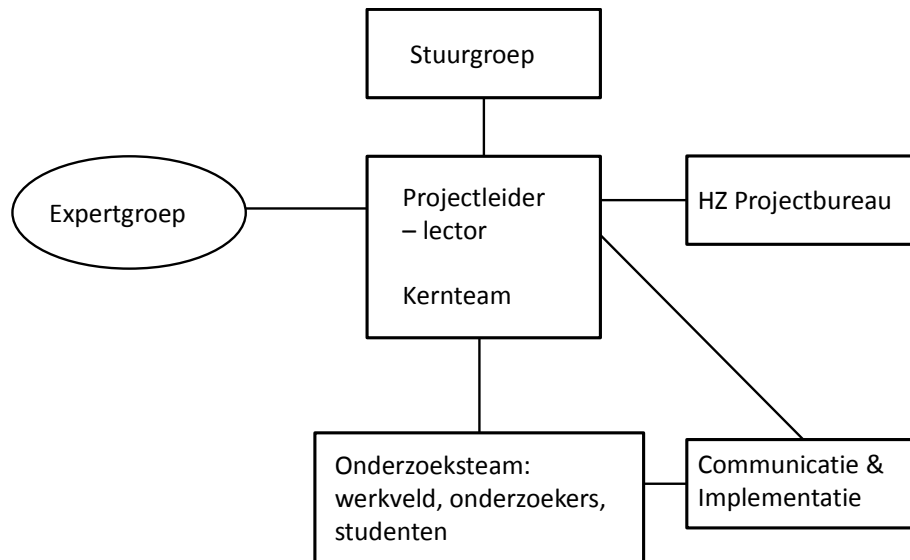 Stuurgroep
Expertgroep
Projectleider
– lector
Kernteam
HZ Projectbureau
Onderzoeksteam:
werkveld, onderzoekers,
studenten
Communicatie &
Implementatie